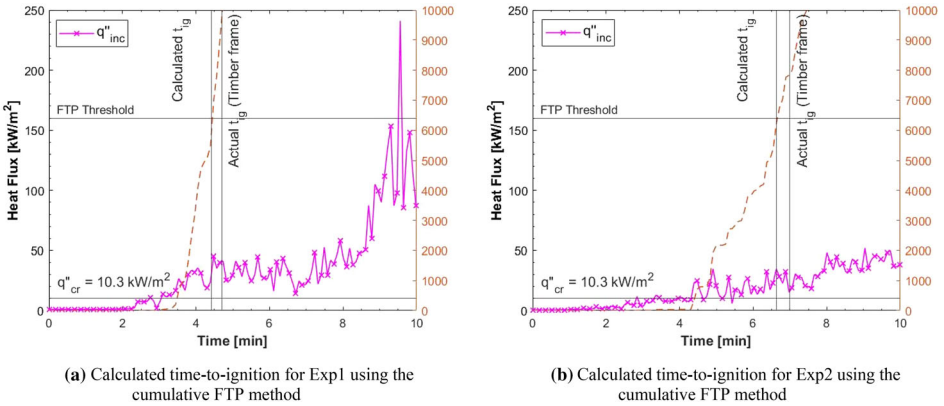 250
200
150
100
50
0
Heat Flux [kW/m²]
q"inc
FTP Threshold
q"cr = 10.3 kW/m²
Calculated tig
Actual tig (Timber frame)
10000
9000
8000
7000
6000
5000
4000
3000
2000
1000
0
0 2 4 6 8 10
Time [min]
(a) Calculated time-to-ignition for Exp1 using the
cumulative FTP method
250
200
150
100
50
0
Heat Flux [kW/m²]
q"inc
FTP Threshold
q"cr = 10.3 kW/m²
Calculated tig
Actual tig (Timber frame)
10000
9000
8000
7000
6000
5000
4000
3000
2000
1000
0
0 2 4 6 8 10
Time [min]
(b) Calculated time-to-ignition for Exp2 using the
cumulative FTP method